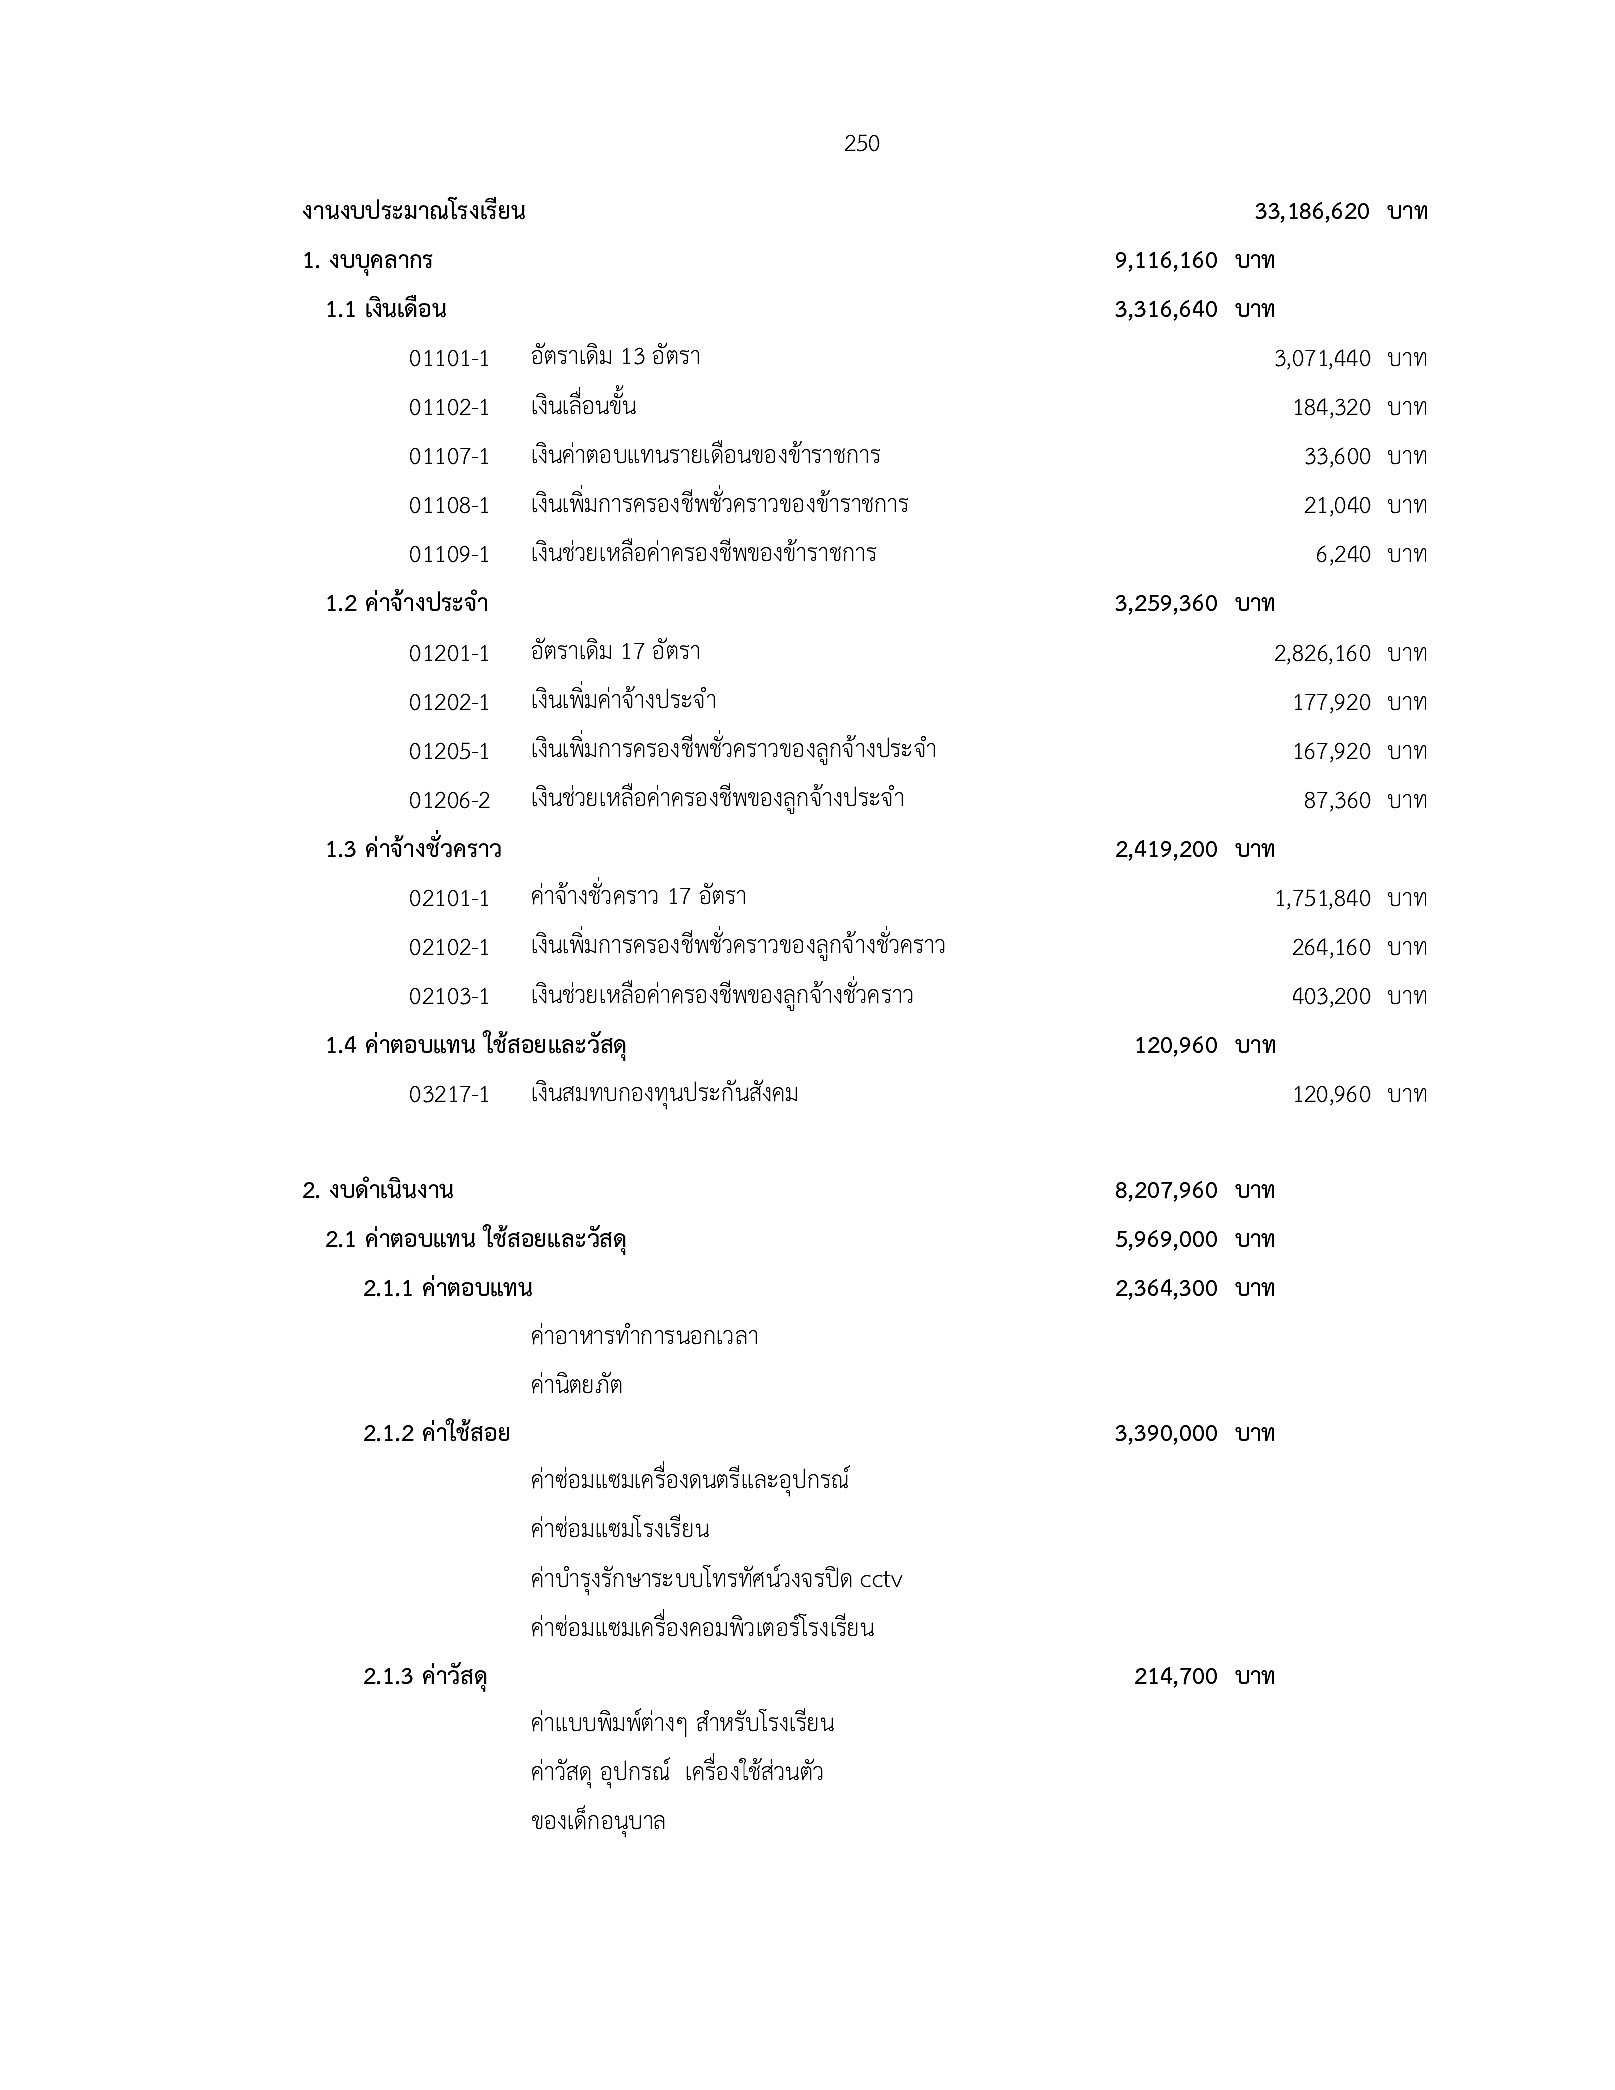 250
งานงบประมาณโรงเรียน 33,186,620 บาท
1. งบบุคลากร 9,116,160 บาท
1.1 เงินเดือน 3,316,640 บาท
01101-1 อัตราเดิม 13 อัตรา 3,071,440 บาท
01102-1 เงินเลื่อนขั้น 184,320 บาท
01107-1 เงินค่าตอบแทนรายเดือนของข้าราชการ 33,600 บาท
01108-1 เงินเพิ่มการครองชีพชั่วคราวของข้าราชการ 21,040 บาท
01109-1 เงินช่วยเหลือค่าครองชีพของข้าราชการ 6,240 บาท
1.2 ค่าจ้างประจำ 3,259,360 บาท
01201-1 อัตราเดิม 17 อัตรา 2,826,160 บาท
01202-1 เงินเพิ่มค่าจ้างประจำ 177,920 บาท
01205-1 เงินเพิ่มการครองชีพชั่วคราวของลูกจ้างประจำ 167,920 บาท
01206-2 เงินช่วยเหลือค่าครองชีพของลูกจ้างประจำ 87,360 บาท
1.3 ค่าจ้างชั่วคราว 2,419,200 บาท
02101-1 ค่าจ้างชั่วคราว 17 อัตรา 1,751,840 บาท
02102-1 เงินเพิ่มการครองชีพชั่วคราวของลูกจ้างชั่วคราว 264,160 บาท
02103-1 เงินช่วยเหลือค่าครองชีพของลูกจ้างชั่วคราว 403,200 บาท
1.4 ค่าตอบแทน ใช้สอยและวัสดุ 120,960 บาท
03217-1 เงินสมทบกองทุนประกันสังคม 120,960 บาท
2. งบดำเนินงาน 8,207,960 บาท
2.1 ค่าตอบแทน ใช้สอยและวัสดุ 5,969,000 บาท
2.1.1 ค่าตอบแทน 2,364,300 บาท
ค่าอาหารทำการนอกเวลา
ค่านิตยภัต
2.1.2 ค่าใช้สอย 3,390,000 บาท
ค่าซ่อมแซมเครื่องดนตรีและอุปกรณ์
ค่าซ่อมแซมโรงเรียน
ค่าบำรุงรักษาระบบโทรทัศน์วงจรปิด cctv
ค่าซ่อมแซมเครื่องคอมพิวเตอร์โรงเรียน
2.1.3 ค่าวัสดุ 214,700 บาท
ค่าแบบพิมพ์ต่างๆ สำหรับโรงเรียน
ค่าวัสดุ อุปกรณ์ เครื่องใช้ส่วนตัว
ของเด็กอนุบาล